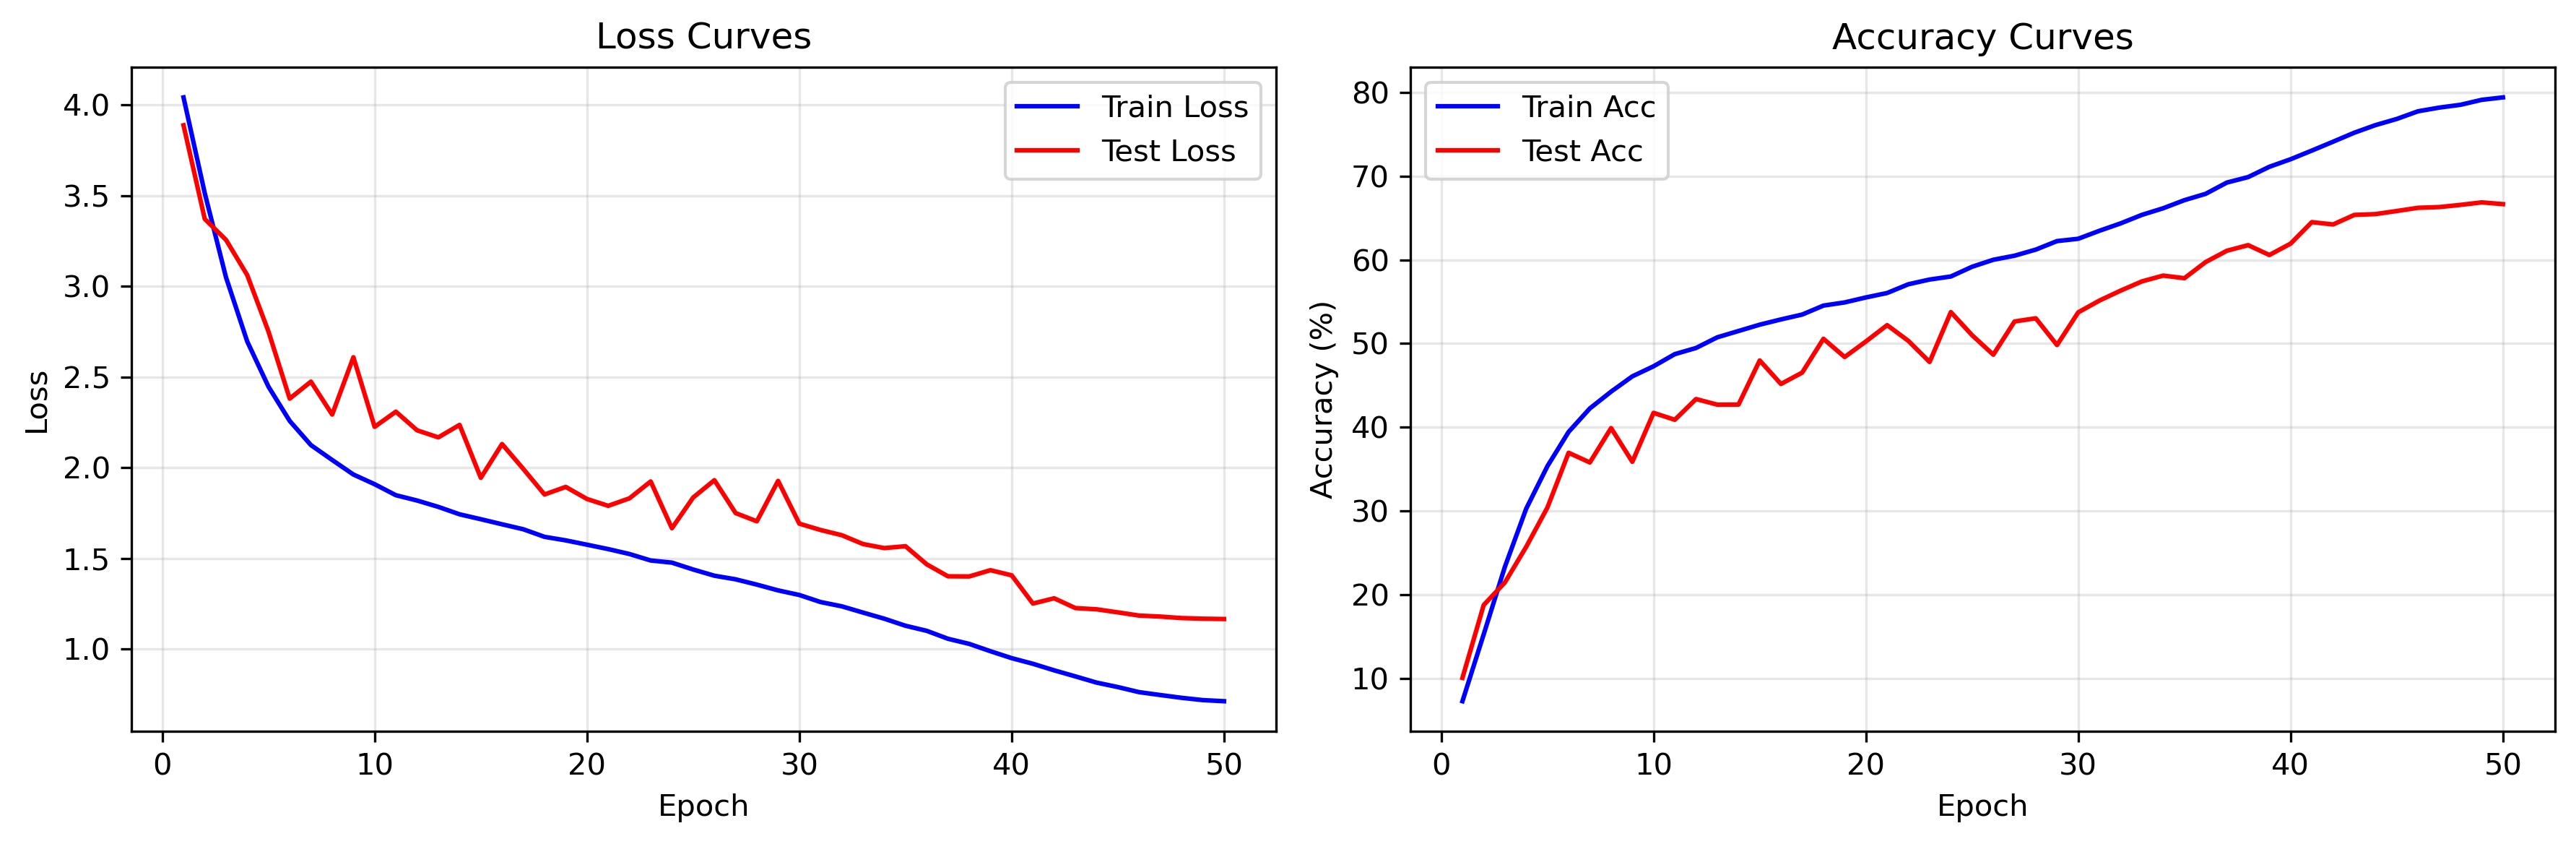 Loss Curves
4.0
3.5
3.0
2.5
2.0
1.5
1.0
Loss
0 10 20 30 40 50
Epoch
Train Loss
Test Loss
Accuracy Curves
80
70
60
50
40
30
20
10
Accuracy (%)
0 10 20 30 40 50
Epoch
Train Acc
Test Acc